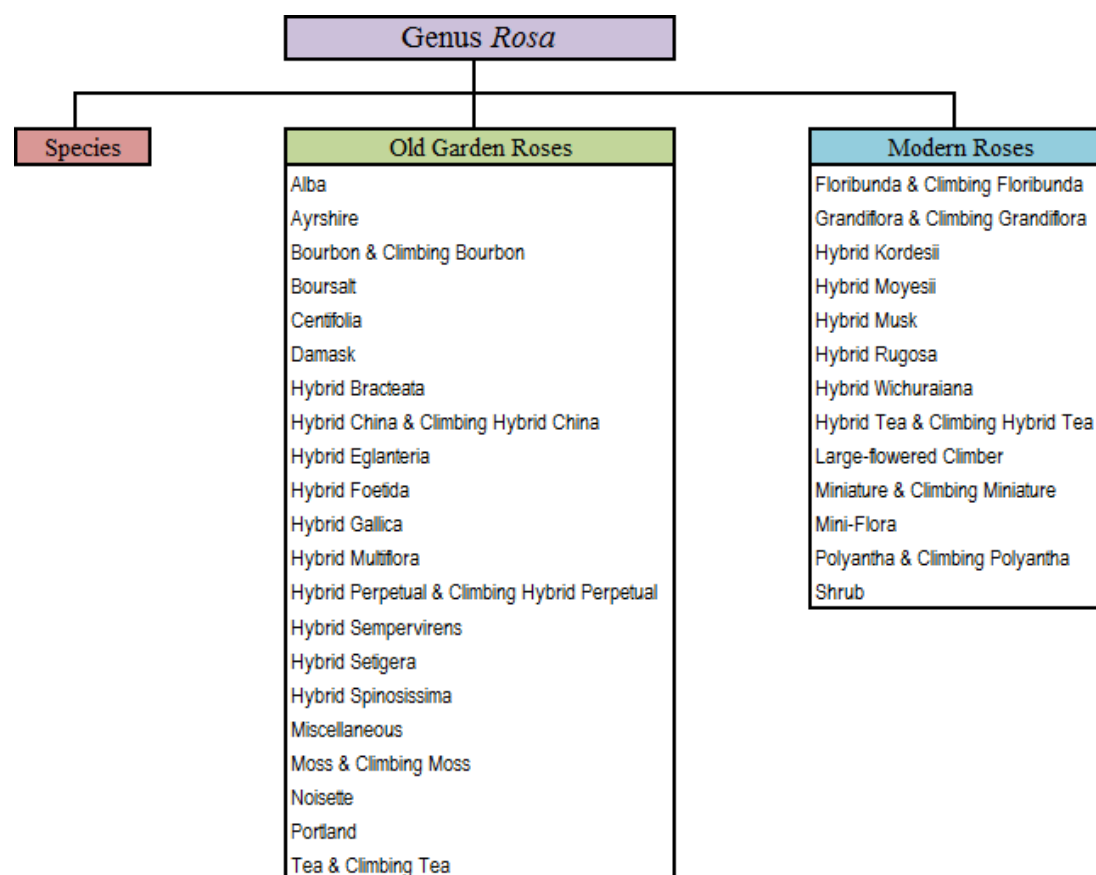 Genus Rosa
Species
Old Garden Roses
Alba
Ayrshire
Bourbon & Climbing Bourbon
Boursalt
Centifolia
Damask
Hybrid Bracteata
Hybrid China & Climbing Hybrid China
Hybrid Eglanteria
Hybrid Foetida
Hybrid Gallica
Hybrid Multiflora
Hybrid Perpetual & Climbing Hybrid Perpetual
Hybrid Sempervirens
Hybrid Setigera
Hybrid Spinosissima
Miscellaneous
Moss & Climbing Moss
Noisette
Portland
Tea & Climbing Tea
Modern Roses
Floribunda & Climbing Floribunda
Grandiflora & Climbing Grandiflora
Hybrid Kordesii
Hybrid Moyesii
Hybrid Musk
Hybrid Rugosa
Hybrid Wichuraiana
Hybrid Tea & Climbing Hybrid Tea
Large-flowered Climber
Miniature & Climbing Miniature
Mini-Flora
Polyantha & Climbing Polyantha
Shrub